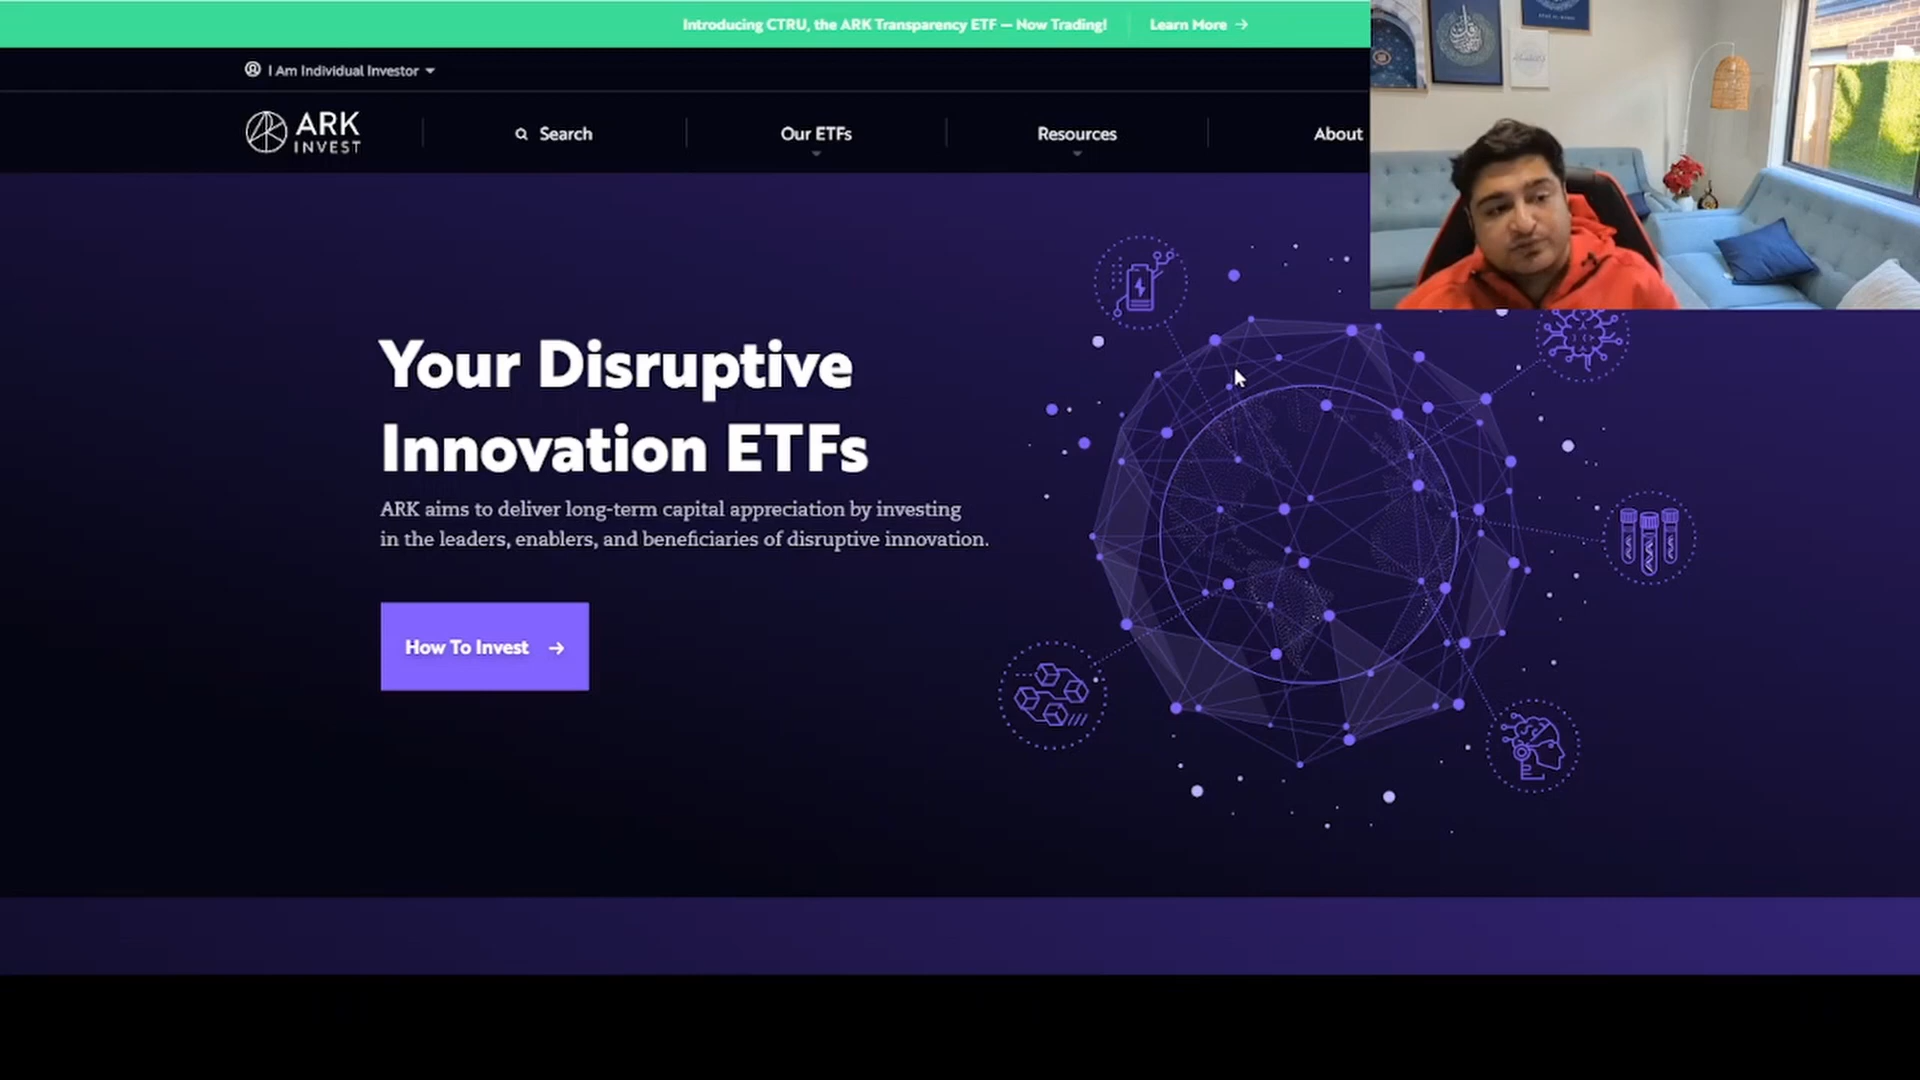 Introducing CTRU, the ARK Transparency ETF — Now Trading!
Learn More →
I Am Individual Investor
ARK
INVEST
Search
Our ETFs
Resources
About
Your Disruptive
Innovation ETFs
ARK aims to deliver long-term capital appreciation by investing
in the leaders, enablers, and beneficiaries of disruptive innovation.
How To Invest →